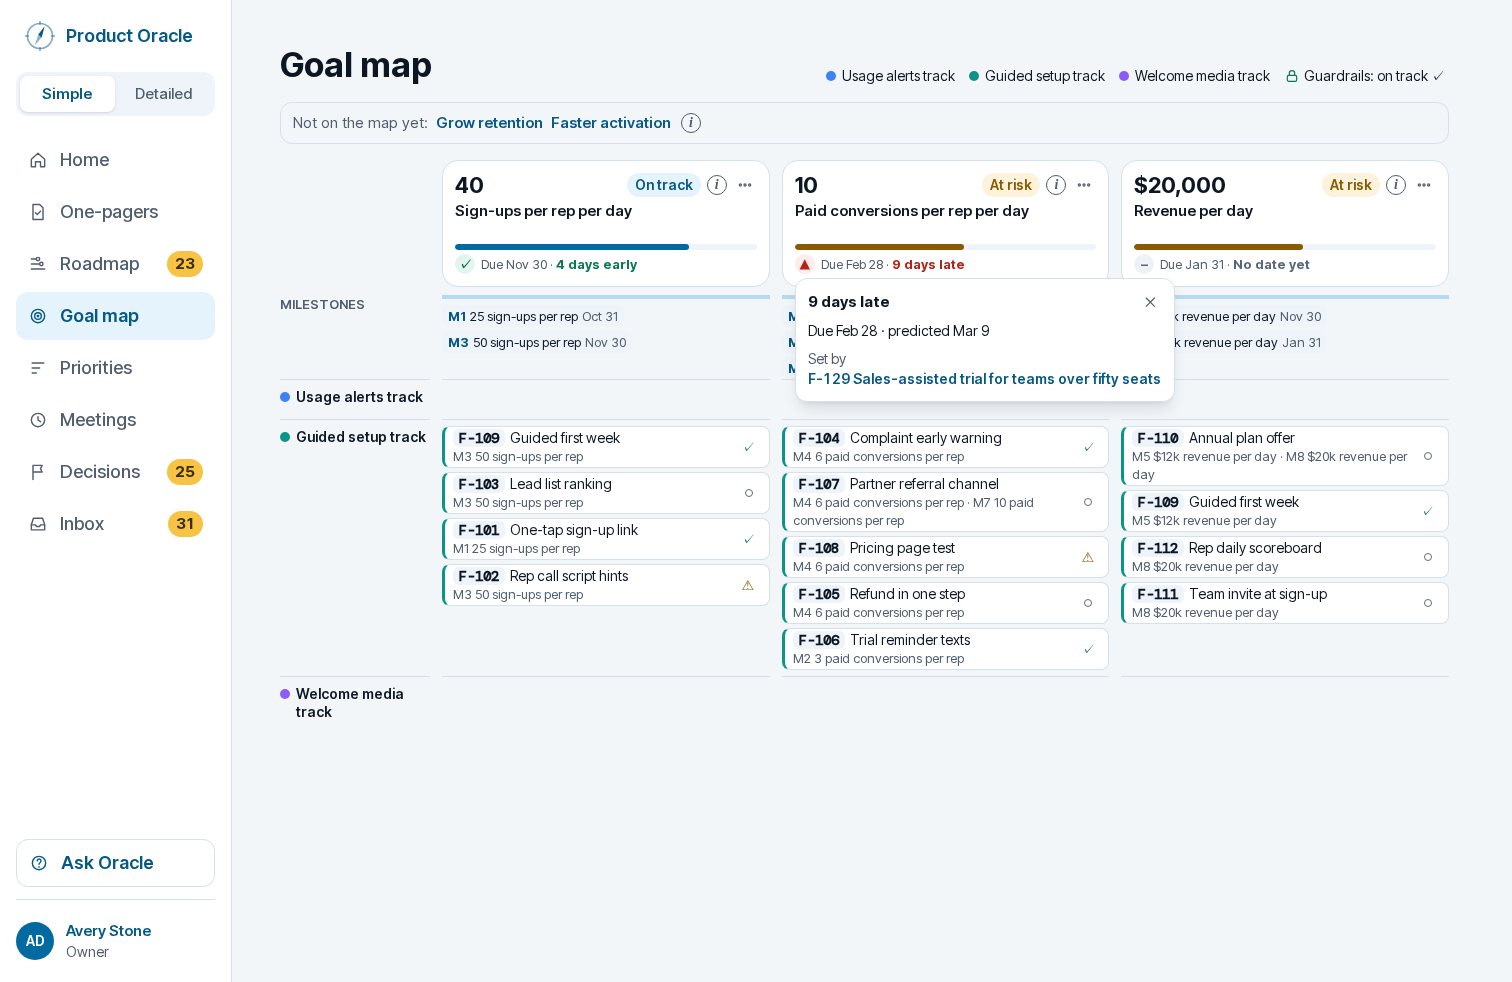 Product Oracle
Simple
Detailed
Home
One-pagers
Roadmap 23
Goal map
Priorities
Meetings
Decisions 25
Inbox 31
Ask Oracle
AD
Avery Stone
Owner
Goal map
Usage alerts track
Guided setup track
Welcome media track
Guardrails: on track ✓
Not on the map yet: Grow retention Faster activation i
40
On track i •••
Sign-ups per rep per day
✓ Due Nov 30 · 4 days early
10
At risk i •••
Paid conversions per rep per day
▲ Due Feb 28 · 9 days late
$20,000
At risk i •••
Revenue per day
– Due Jan 31 · No date yet
9 days late
Due Feb 28 · predicted Mar 9
Set by
F-129 Sales-assisted trial for teams over fifty seats
MILESTONES
M1 25 sign-ups per rep Oct 31
M3 50 sign-ups per rep Nov 30
k revenue per day Nov 30
k revenue per day Jan 31
Usage alerts track
Guided setup track
F-109 Guided first week
M3 50 sign-ups per rep
✓
F-103 Lead list ranking
M3 50 sign-ups per rep
F-101 One-tap sign-up link
M1 25 sign-ups per rep
✓
F-102 Rep call script hints
M3 50 sign-ups per rep
⚠
F-104 Complaint early warning
M4 6 paid conversions per rep
✓
F-107 Partner referral channel
M4 6 paid conversions per rep · M7 10 paid
conversions per rep
F-108 Pricing page test
M4 6 paid conversions per rep
⚠
F-105 Refund in one step
M4 6 paid conversions per rep
F-106 Trial reminder texts
M2 3 paid conversions per rep
✓
F-110 Annual plan offer
M5 $12k revenue per day · M8 $20k revenue per
day
F-109 Guided first week
M5 $12k revenue per day
✓
F-112 Rep daily scoreboard
M8 $20k revenue per day
F-111 Team invite at sign-up
M8 $20k revenue per day
Welcome media
track